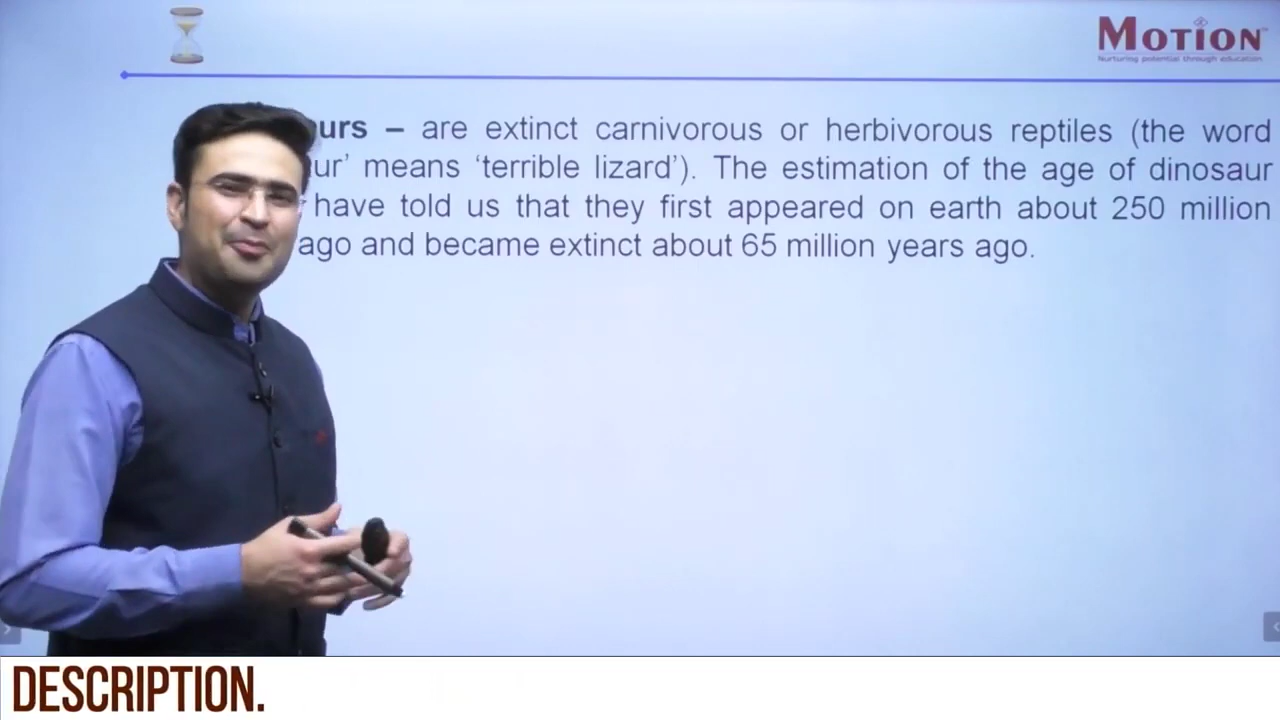 MOTION
Nurturing potential through education
urs – are extinct carnivorous or herbivorous reptiles (the word
ur’ means ‘terrible lizard’). The estimation of the age of dinosaur
have told us that they first appeared on earth about 250 million
ago and became extinct about 65 million years ago.
DESCRIPTION.